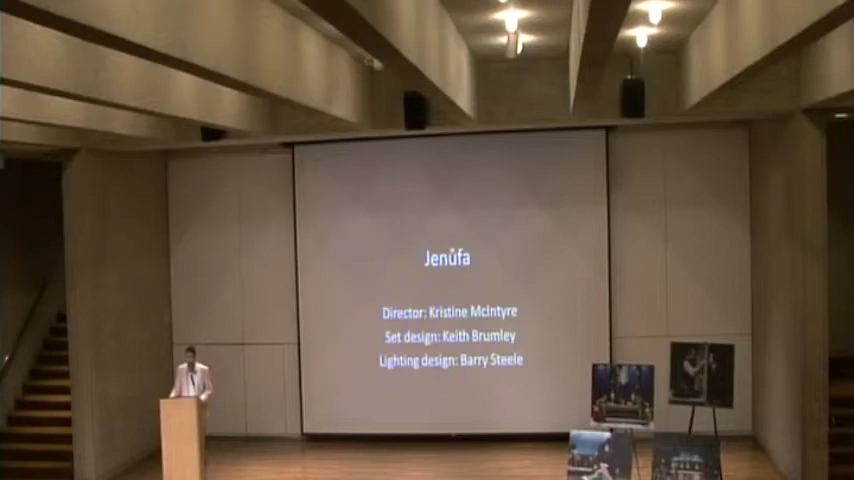 Jenůfa
Director: Kristine McIntyre
Set design: Keith Brumley
Lighting design: Barry Steele